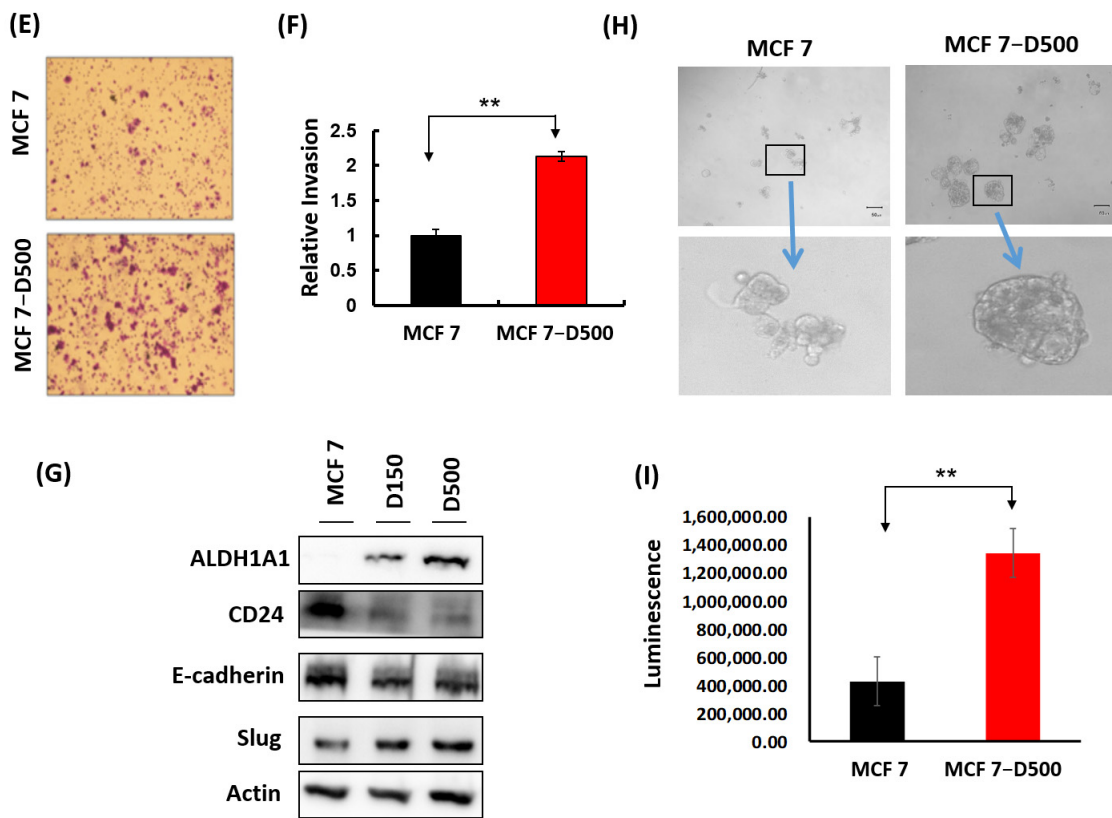 (E)
MCF 7
MCF 7–D500
(F)
**
Relative Invasion
2.5
2
1.5
1
0.5
0
MCF 7
MCF 7–D500
(H)
MCF 7
MCF 7–D500
(G)
MCF 7
D150
D500
ALDH1A1
CD24
E-cadherin
Slug
Actin
(I)
**
Luminescence
1,600,000.00
1,400,000.00
1,200,000.00
1,000,000.00
800,000.00
600,000.00
400,000.00
200,000.00
0.00
MCF 7
MCF 7–D500